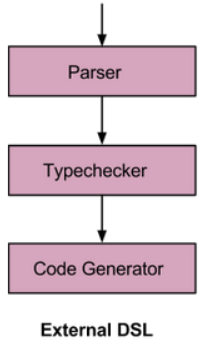 Parser
Typechecker
Code Generator
External DSL